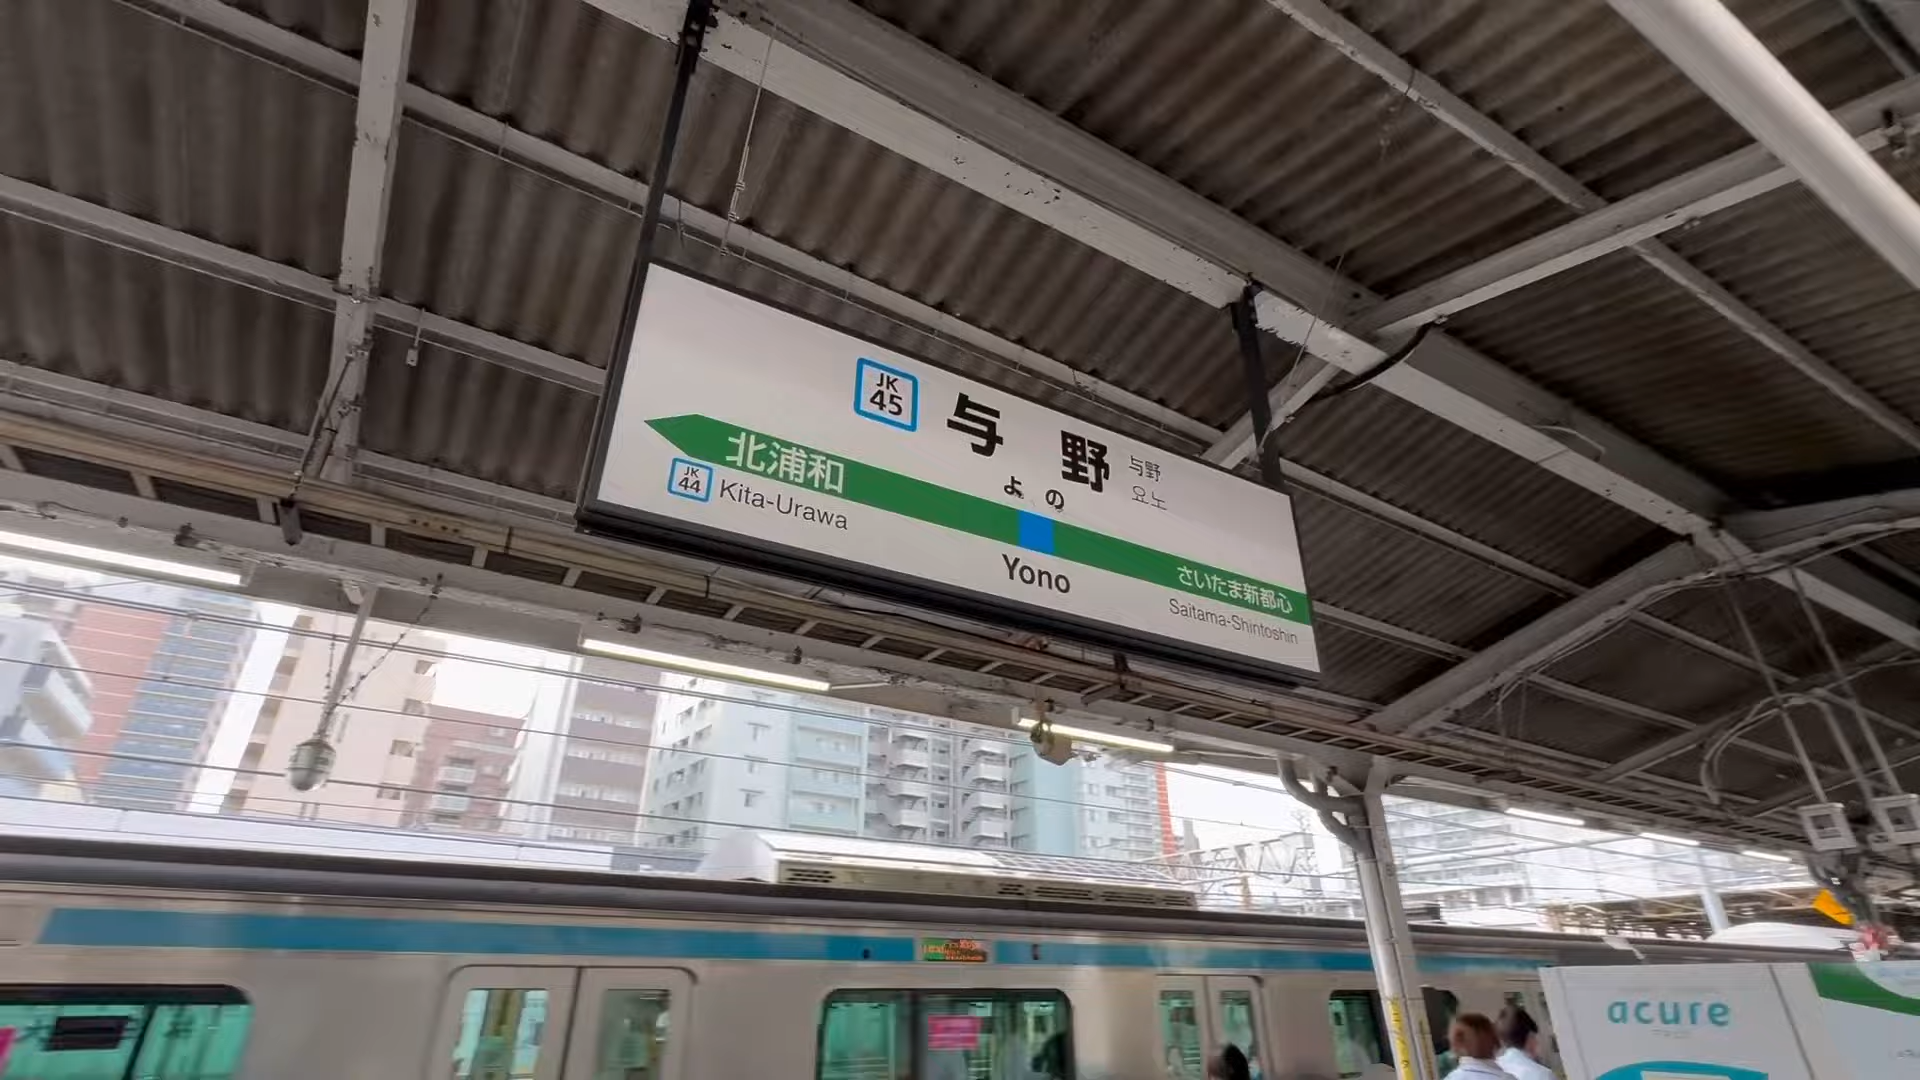 JK
45
与野
与野
요노
よの
北浦和
JK
44
Kita-Urawa
Yono
さいたま新都心
Saitama-Shintoshin
acure